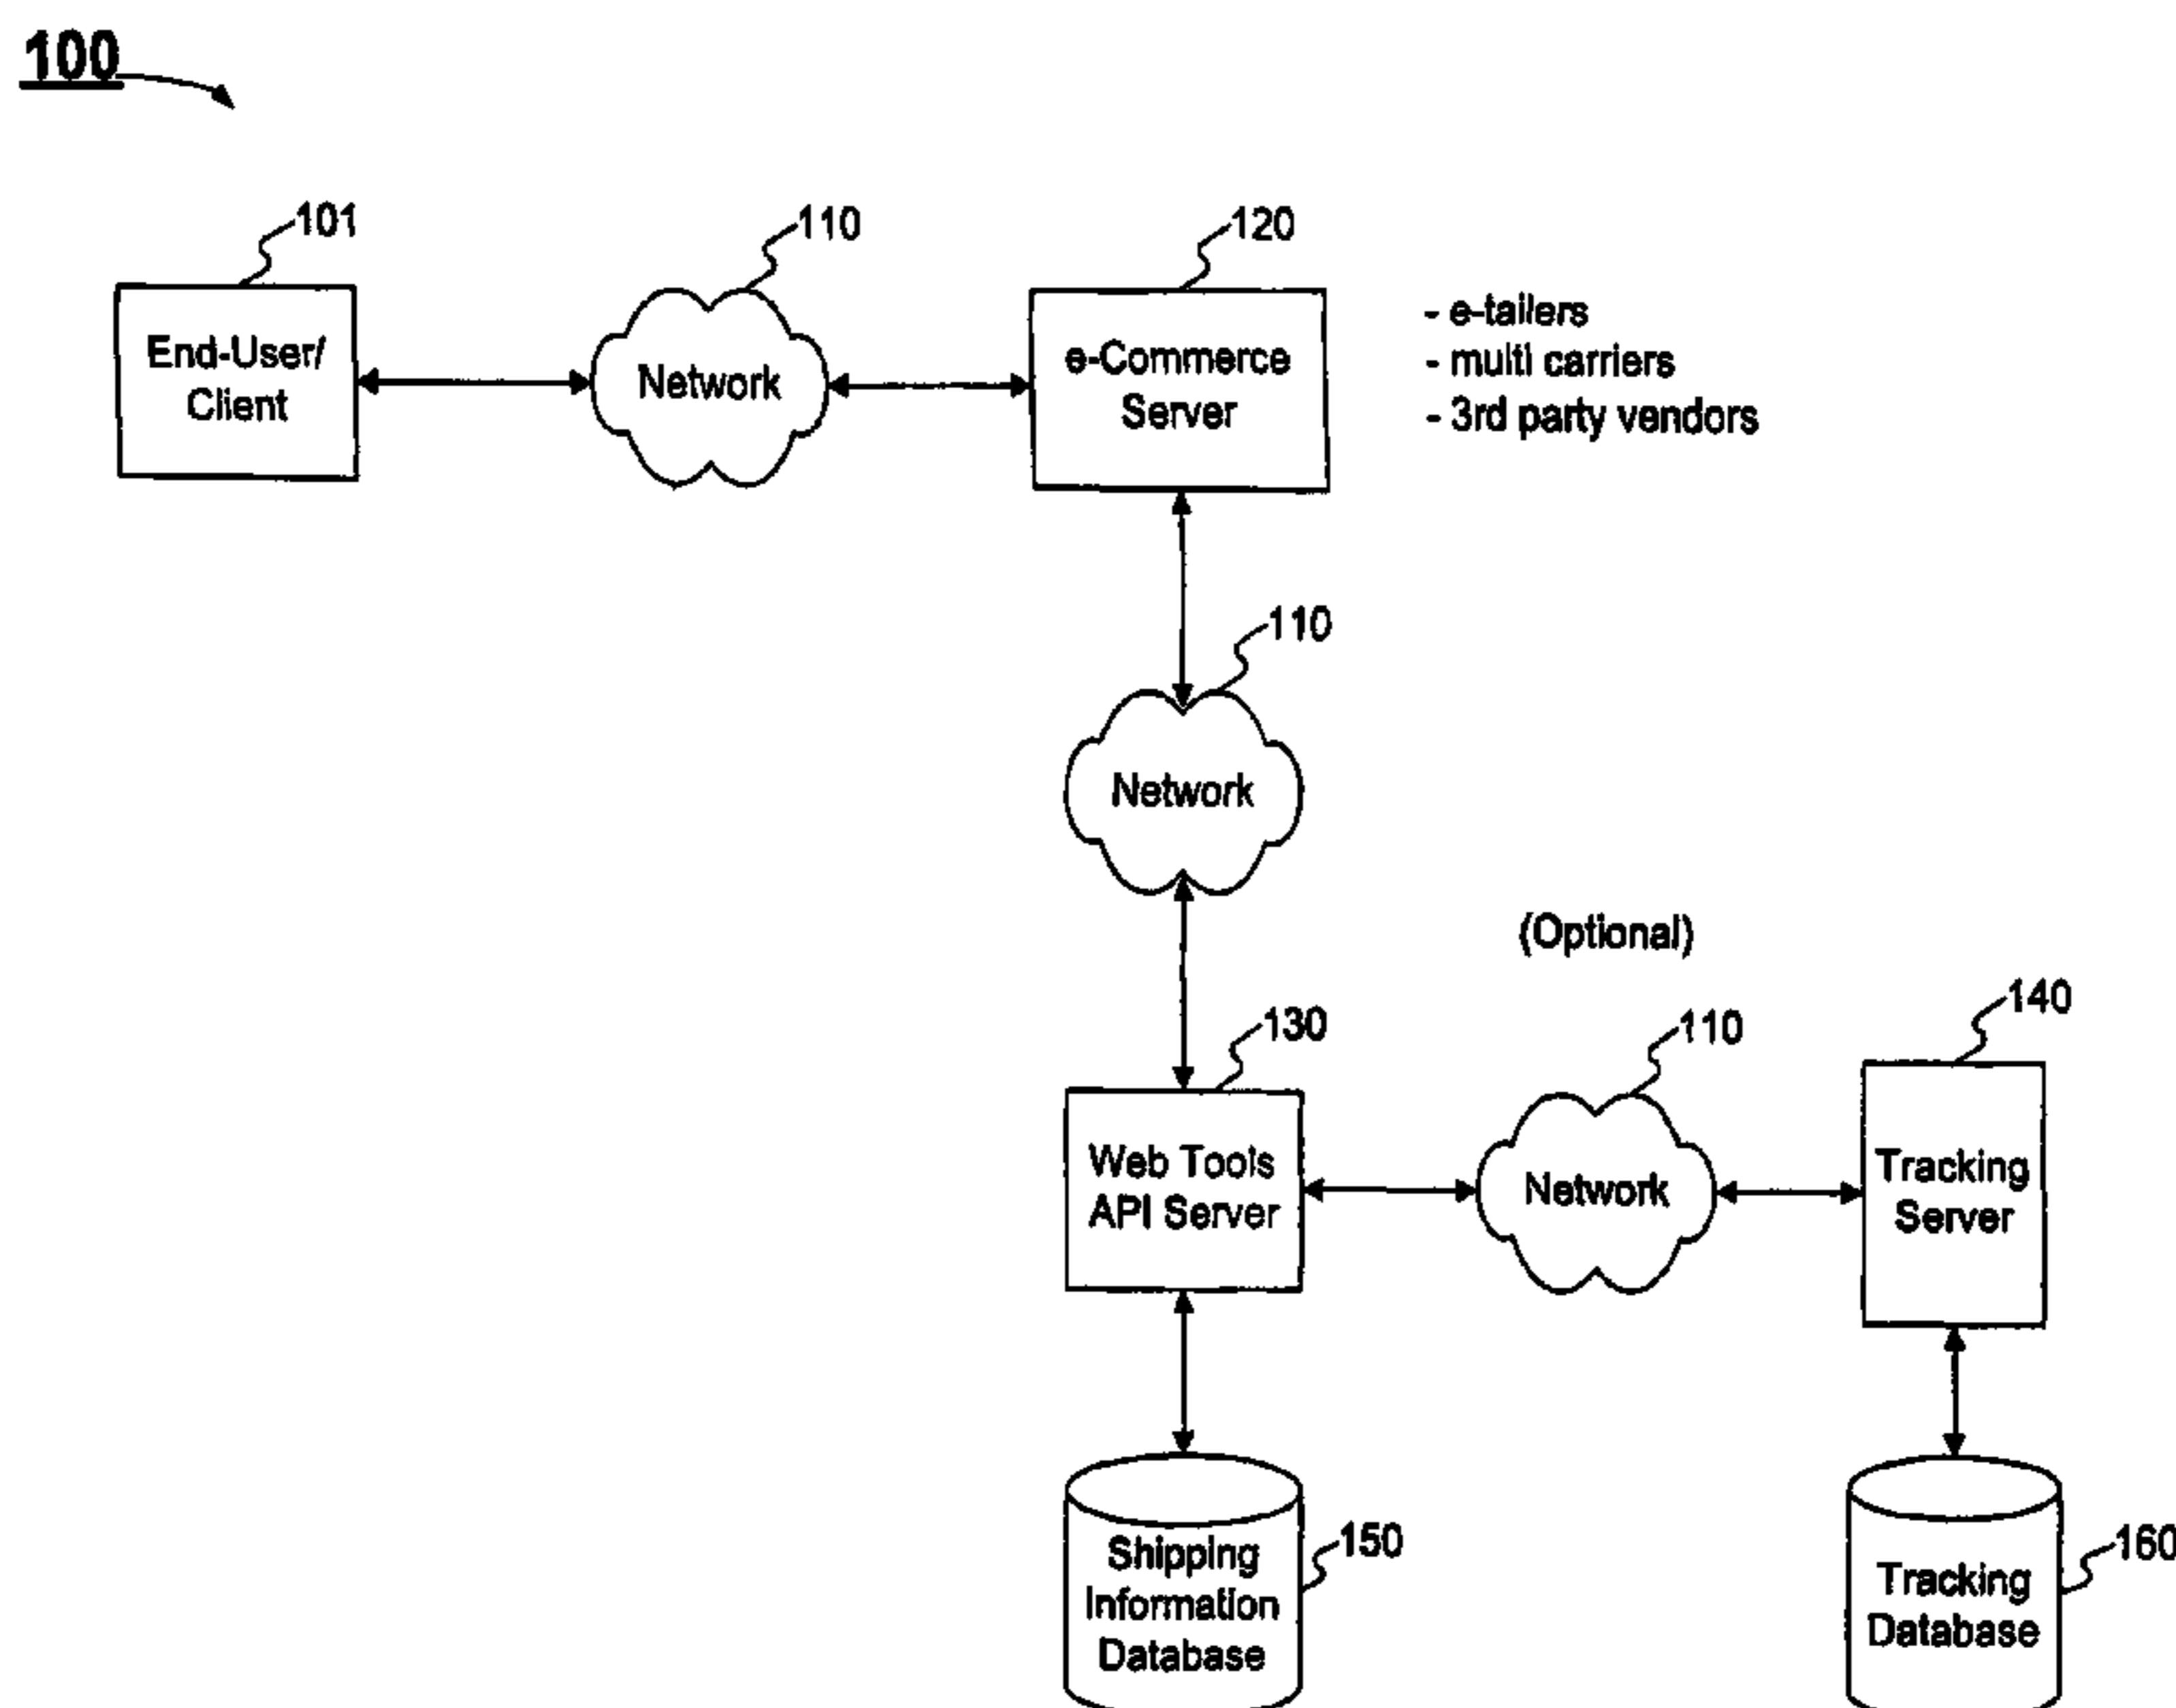 100
101
110
120
End-User/
Client
Network
e-Commerce
Server
- e-tailers
- multi carriers
- 3rd party vendors
110
Network
(Optional)
130
110
140
Web Tools
API Server
Network
Tracking
Server
Shipping
Information
Database
150
Tracking
Database
160